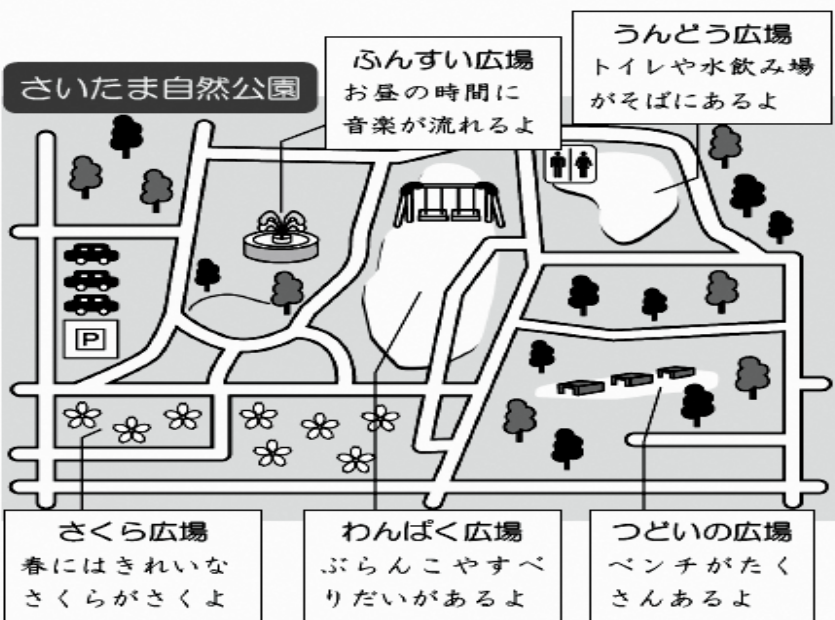 さいたま自然公園
ふんすい広場
お昼の時間に
音楽が流れるよ
うんどう広場
トイレや水飲み場
がそばにあるよ
P
さくら広場
春にはきれいな
さくらがさくよ
わんぱく広場
ぶらんこやすべ
りだいがあるよ
つどいの広場
ベンチがたく
さんあるよ